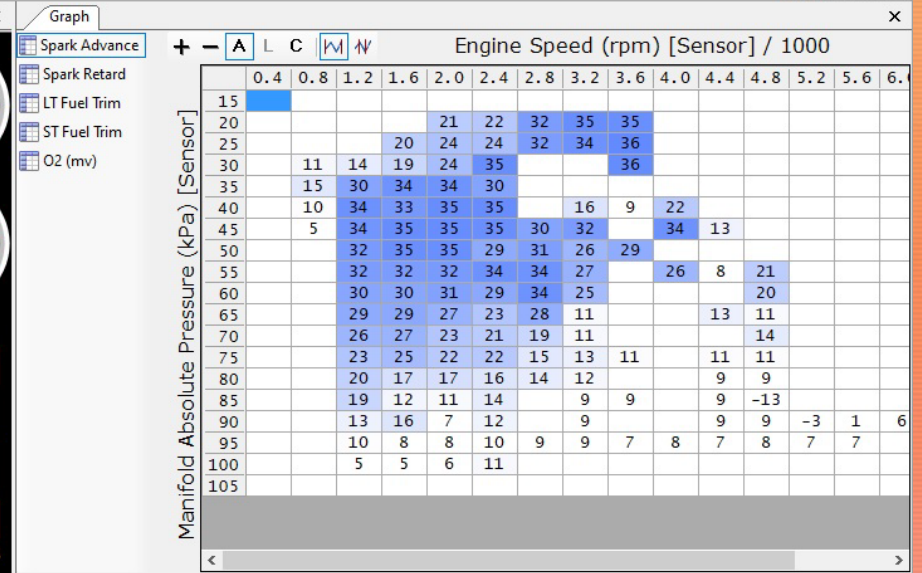 Graph ×
Spark Advance
Spark Retard
LT Fuel Trim
ST Fuel Trim
O2 (mv)
+ − A L C Engine Speed (rpm) [Sensor] / 1000
Manifold Absolute Pressure (kPa) [Sensor]
0.4 0.8 1.2 1.6 2.0 2.4 2.8 3.2 3.6 4.0 4.4 4.8 5.2 5.6 6.0
15
20 21 22 32 35 35
25 20 24 24 32 34 36
30 11 14 19 24 35 36
35 15 30 34 34 30
40 10 34 33 35 35 16 9 22
45 5 34 35 35 35 30 32 34 13
50 32 35 35 29 31 26 29
55 32 32 32 34 34 27 26 8 21
60 30 30 31 29 34 25 20
65 29 29 27 23 28 11 13 11
70 26 27 23 21 19 11 14
75 23 25 22 22 15 13 11 11 11
80 20 17 17 16 14 12 9 9
85 19 12 11 14 9 9 9 -13
90 13 16 7 12 9 9 9 -3 1 6
95 10 8 8 10 9 9 7 8 7 8 7 7
100 5 5 6 11
105